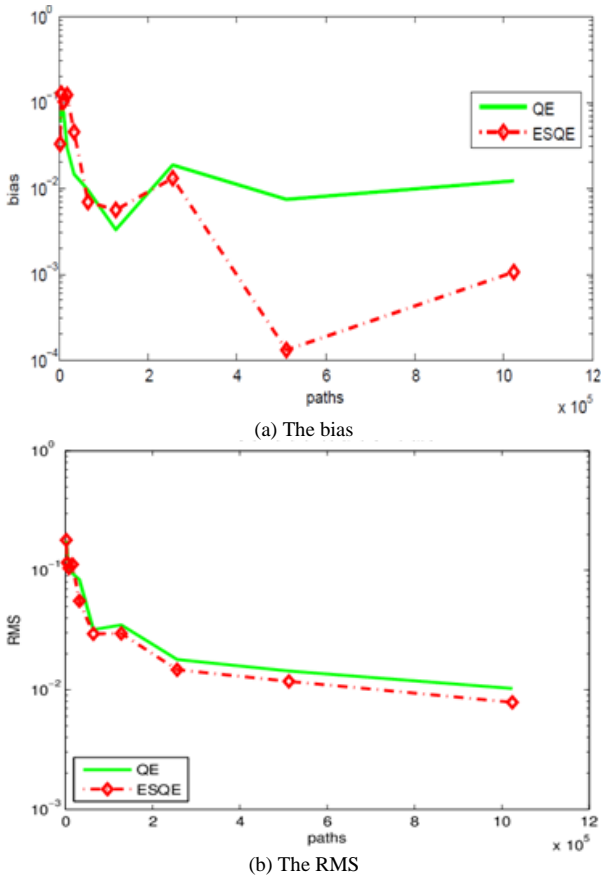 10^0
10^-1
10^-2
10^-3
10^-4
bias
QE
ESQE
0 2 4 6 8 10 12
paths
x 10^5
(a) The bias
10^0
10^-1
10^-2
10^-3
RMS
QE
ESQE
0 2 4 6 8 10 12
paths
x 10^5
(b) The RMS